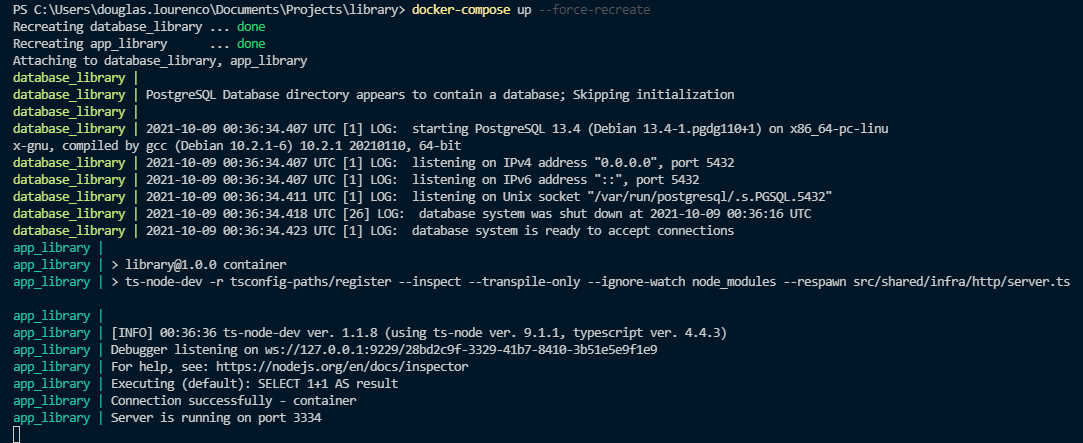 PS C:\Users\douglas.lourenco\Documents\Projects\library> docker-compose up --force-recreate
Recreating database_library ... done
Recreating app_library      ... done
Attaching to database_library, app_library
database_library |
database_library | PostgreSQL Database directory appears to contain a database; Skipping initialization
database_library |
database_library | 2021-10-09 00:36:34.407 UTC [1] LOG:  starting PostgreSQL 13.4 (Debian 13.4-1.pgdg110+1) on x86_64-pc-linu
x-gnu, compiled by gcc (Debian 10.2.1-6) 10.2.1 20210110, 64-bit
database_library | 2021-10-09 00:36:34.407 UTC [1] LOG:  listening on IPv4 address "0.0.0.0", port 5432
database_library | 2021-10-09 00:36:34.407 UTC [1] LOG:  listening on IPv6 address "::", port 5432
database_library | 2021-10-09 00:36:34.411 UTC [1] LOG:  listening on Unix socket "/var/run/postgresql/.s.PGSQL.5432"
database_library | 2021-10-09 00:36:34.418 UTC [26] LOG:  database system was shut down at 2021-10-09 00:36:16 UTC
database_library | 2021-10-09 00:36:34.423 UTC [1] LOG:  database system is ready to accept connections
app_library |
app_library | > library@1.0.0 container
app_library | > ts-node-dev -r tsconfig-paths/register --inspect --transpile-only --ignore-watch node_modules --respawn src/shared/infra/http/server.ts
app_library |
app_library | [INFO] 00:36:36 ts-node-dev ver. 1.1.8 (using ts-node ver. 9.1.1, typescript ver. 4.4.3)
app_library | Debugger listening on ws://127.0.0.1:9229/28bd2c9f-3329-41b7-8410-3b51e5e9f1e9
app_library | For help, see: https://nodejs.org/en/docs/inspector
app_library | Executing (default): SELECT 1+1 AS result
app_library | Connection successfully - container
app_library | Server is running on port 3334